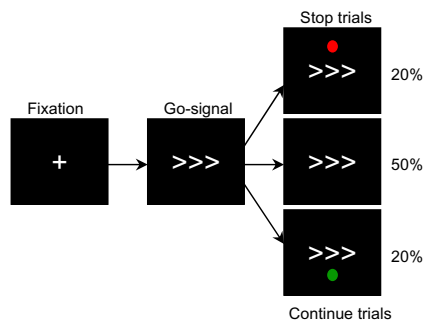 Stop trials
>>>
20%
Fixation
Go-signal
+
>>>
>>>
50%
>>>
20%
Continue trials